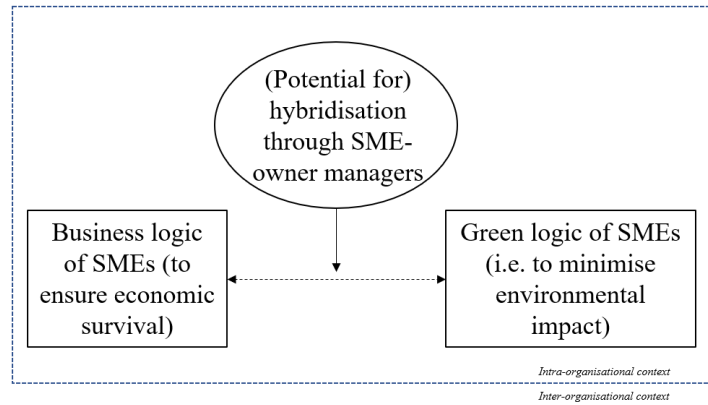 (Potential for)
hybridisation
through SME-
owner managers
Business logic
of SMEs (to
ensure economic
survival)
Green logic of SMEs
(i.e. to minimise
environmental
impact)
Intra-organisational context
Inter-organisational context